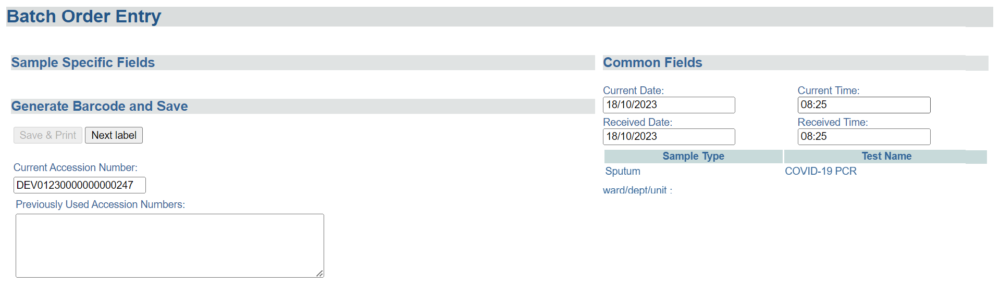 Batch Order Entry
Sample Specific Fields
Generate Barcode and Save
Save & Print Next label
Current Accession Number:
DEV01230000000000247
Previously Used Accession Numbers:
Common Fields
Current Date: Current Time:
18/10/2023 08:25
Received Date: Received Time:
18/10/2023 08:25
Sample Type Test Name
Sputum COVID-19 PCR
ward/dept/unit :